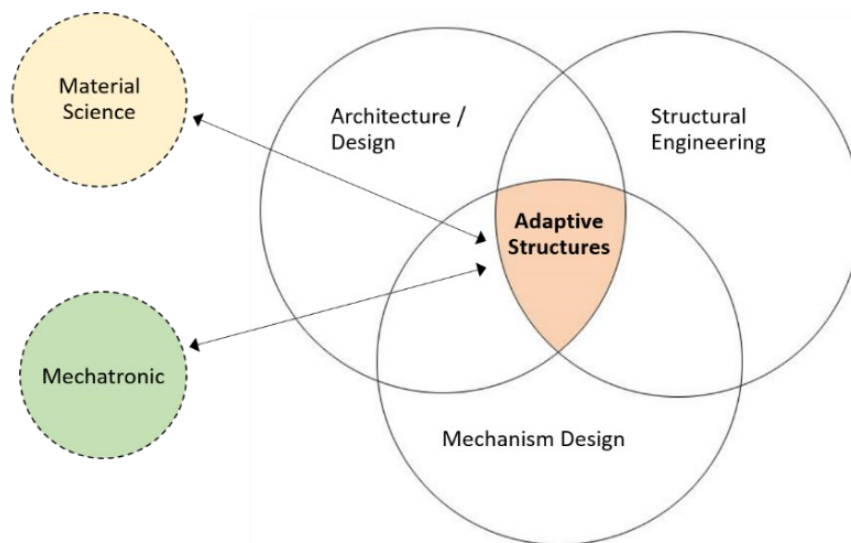 Material
Science
Architecture /
Design
Structural
Engineering
Adaptive
Structures
Mechatronic
Mechanism Design